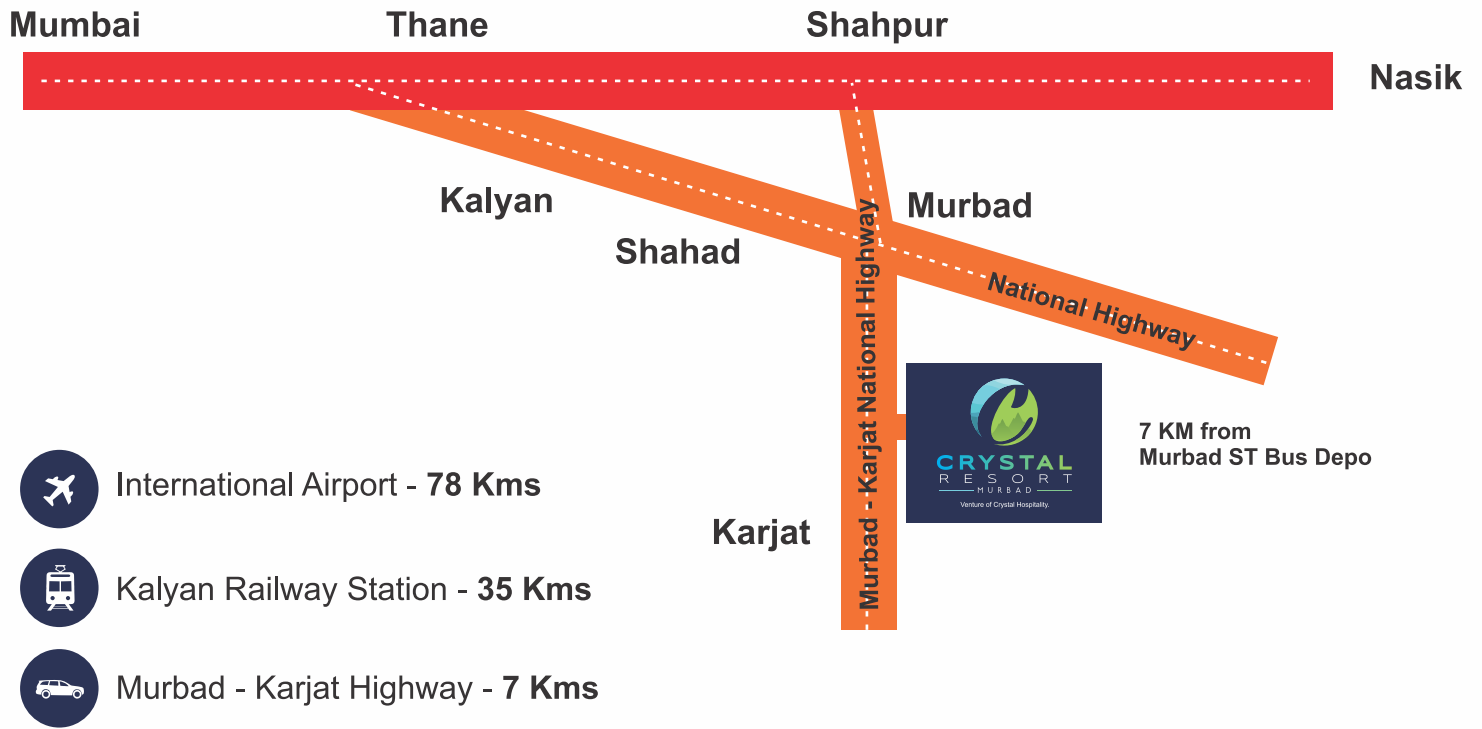 Mumbai
Thane
Shahpur
Nasik
Kalyan
Murbad
Shahad
National Highway
Murbad - Karjat National Highway
CRYSTAL
RESORT
MURBAD
Venture of Crystal Hospitality.
7 KM from
Murbad ST Bus Depo
Karjat
International Airport - 78 Kms
Kalyan Railway Station - 35 Kms
Murbad - Karjat Highway - 7 Kms